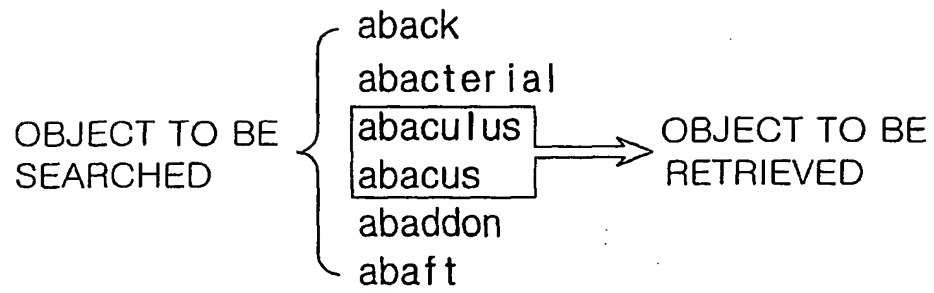 OBJECT TO BE
SEARCHED
aback
abacterial
abaculus
abacus
abaddon
abaft
OBJECT TO BE
RETRIEVED